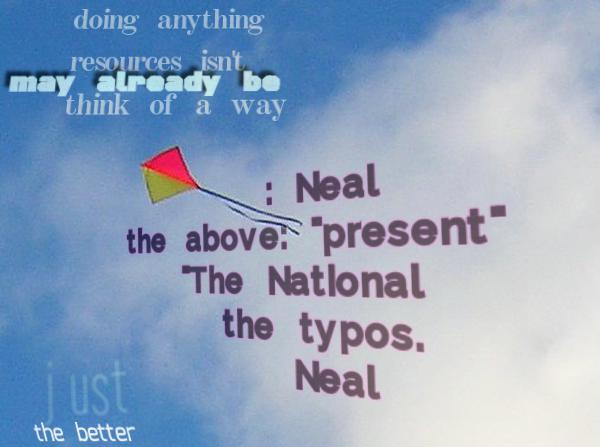 doing anything
resources isn't
may already be
think of a way
: Neal
the above: "present"
"The National
the typos.
Neal
just
the better